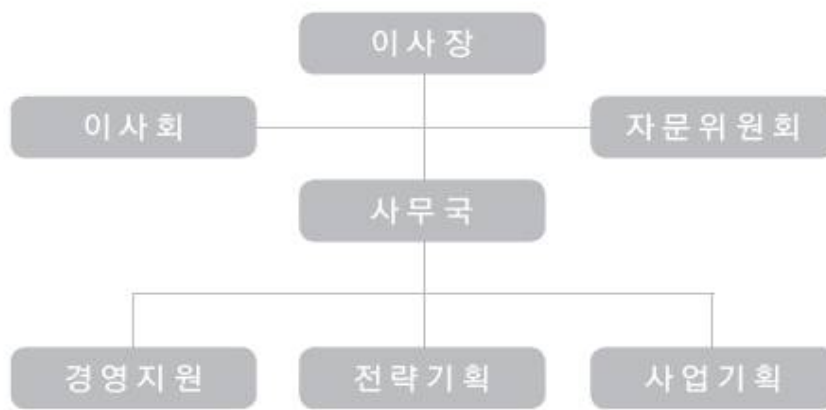 이사장
이사회
자문위원회
사무국
경영지원
전략기획
사업기획